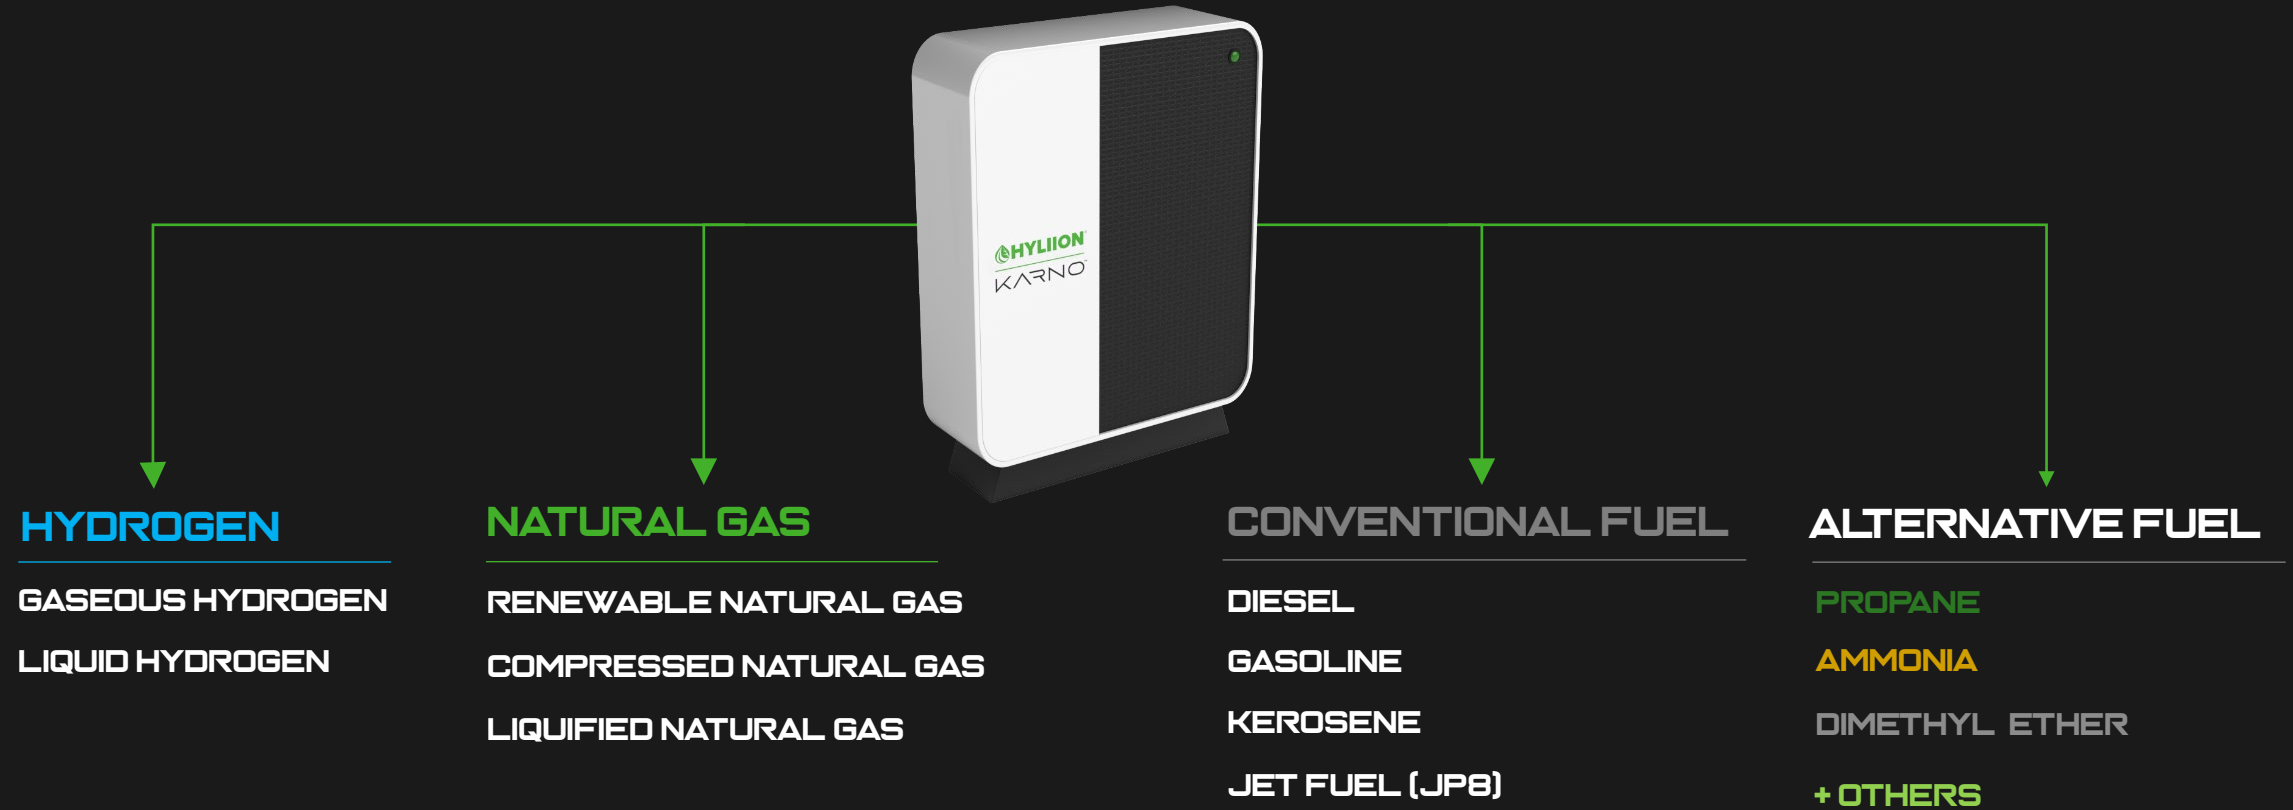 HYLIION
KARNO™
HYDROGEN
GASEOUS HYDROGEN
LIQUID HYDROGEN
NATURAL GAS
RENEWABLE NATURAL GAS
COMPRESSED NATURAL GAS
LIQUIFIED NATURAL GAS
CONVENTIONAL FUEL
DIESEL
GASOLINE
KEROSENE
JET FUEL (JP8)
ALTERNATIVE FUEL
PROPANE
AMMONIA
DIMETHYL ETHER
+ OTHERS